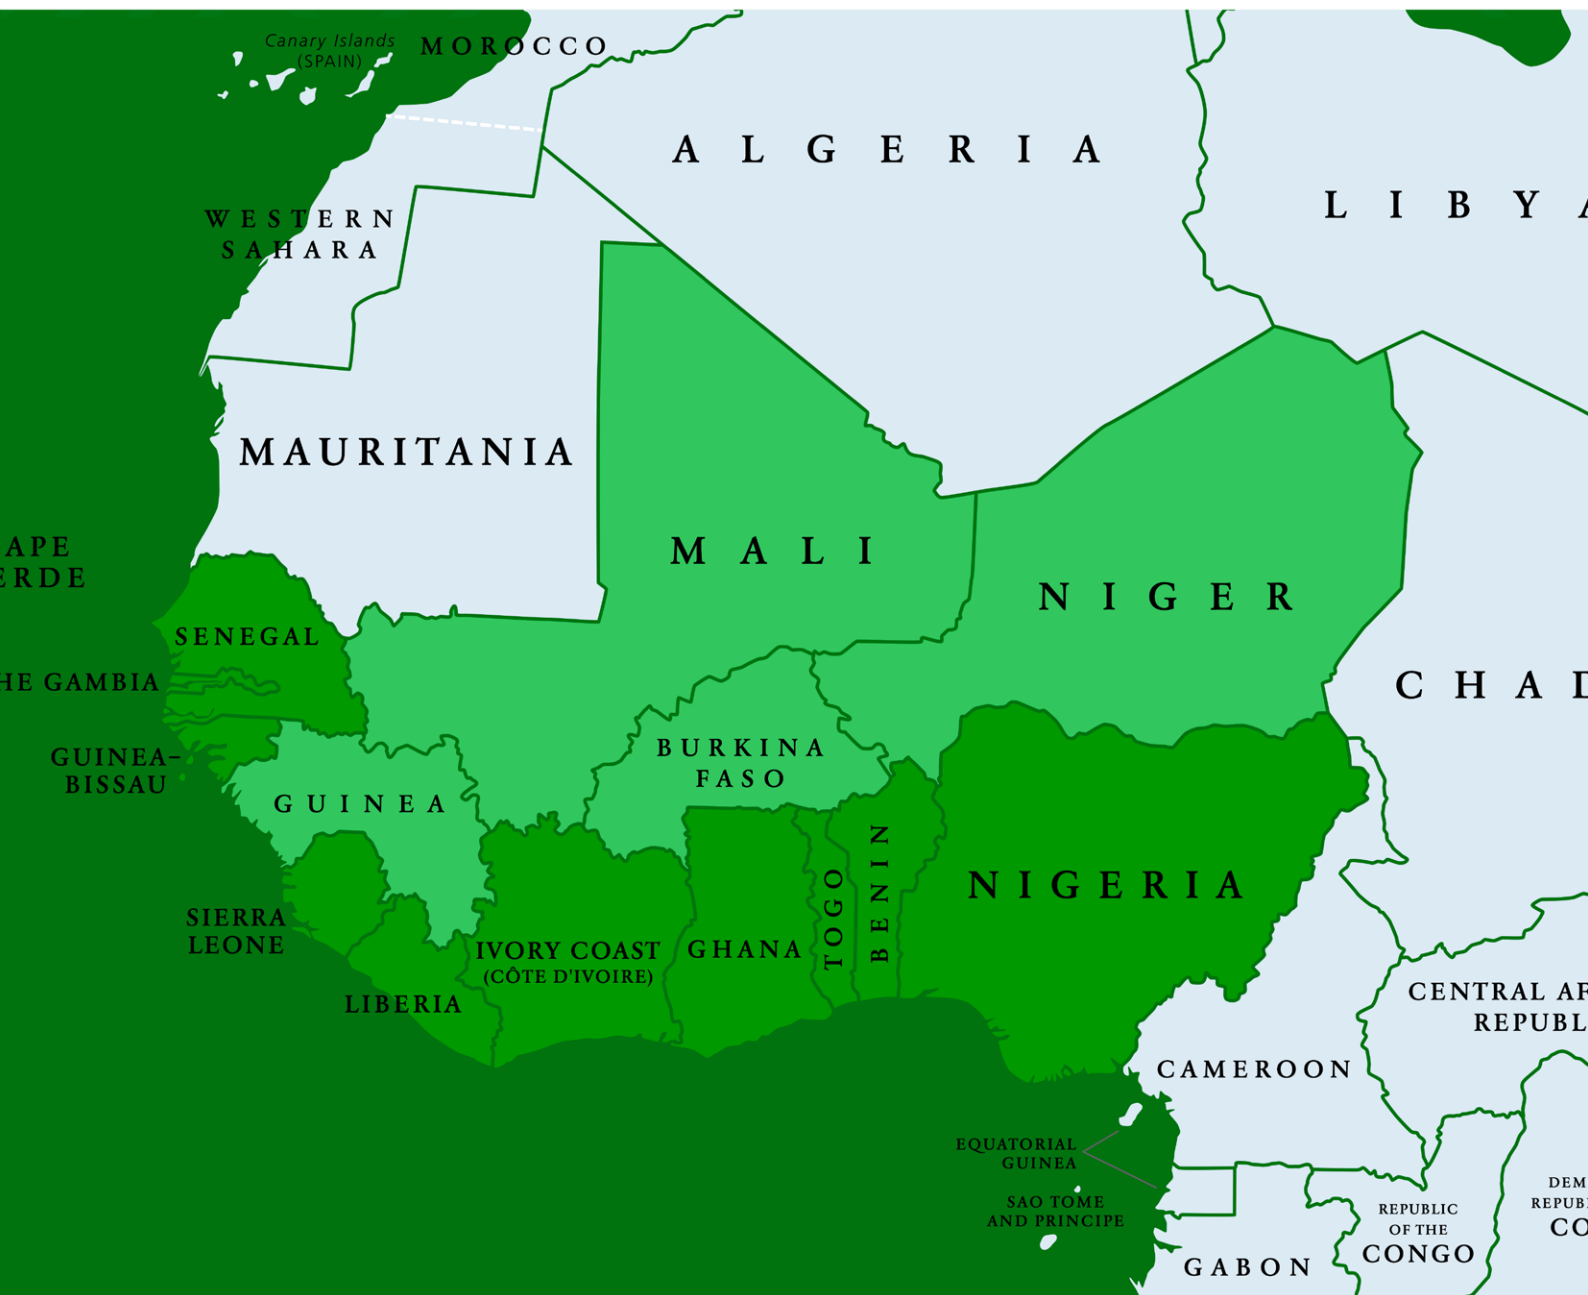 Canary Islands
(SPAIN)
MOROCCO
ALGERIA
LIBYA
WESTERN
SAHARA
MAURITANIA
MALI
NIGER
CHAD
APE
ERDE
SENEGAL
HE GAMBIA
GUINEA-
BISSAU
GUINEA
BURKINA
FASO
SIERRA
LEONE
LIBERIA
IVORY COAST
(CÔTE D'IVOIRE)
GHANA
TOGO
BENIN
NIGERIA
CENTRAL AF
REPUBL
CAMEROON
EQUATORIAL
GUINEA
SAO TOME
AND PRINCIPE
GABON
REPUBLIC
OF THE
CONGO
DEM
REPUB
CO